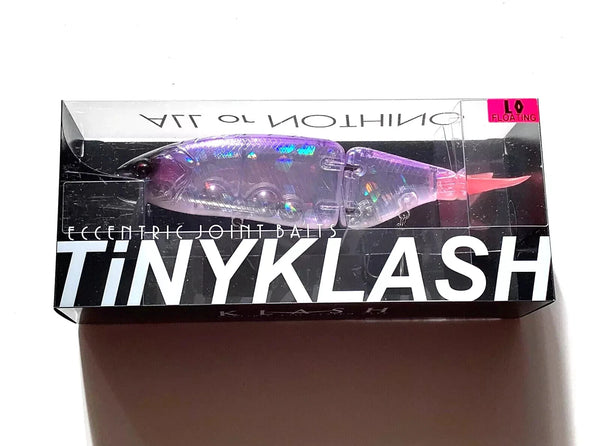 LO
FLOATING
ALL or NOTHING
ECCENTRIC JOINT BAITS
TiNYKLASH
KLASH